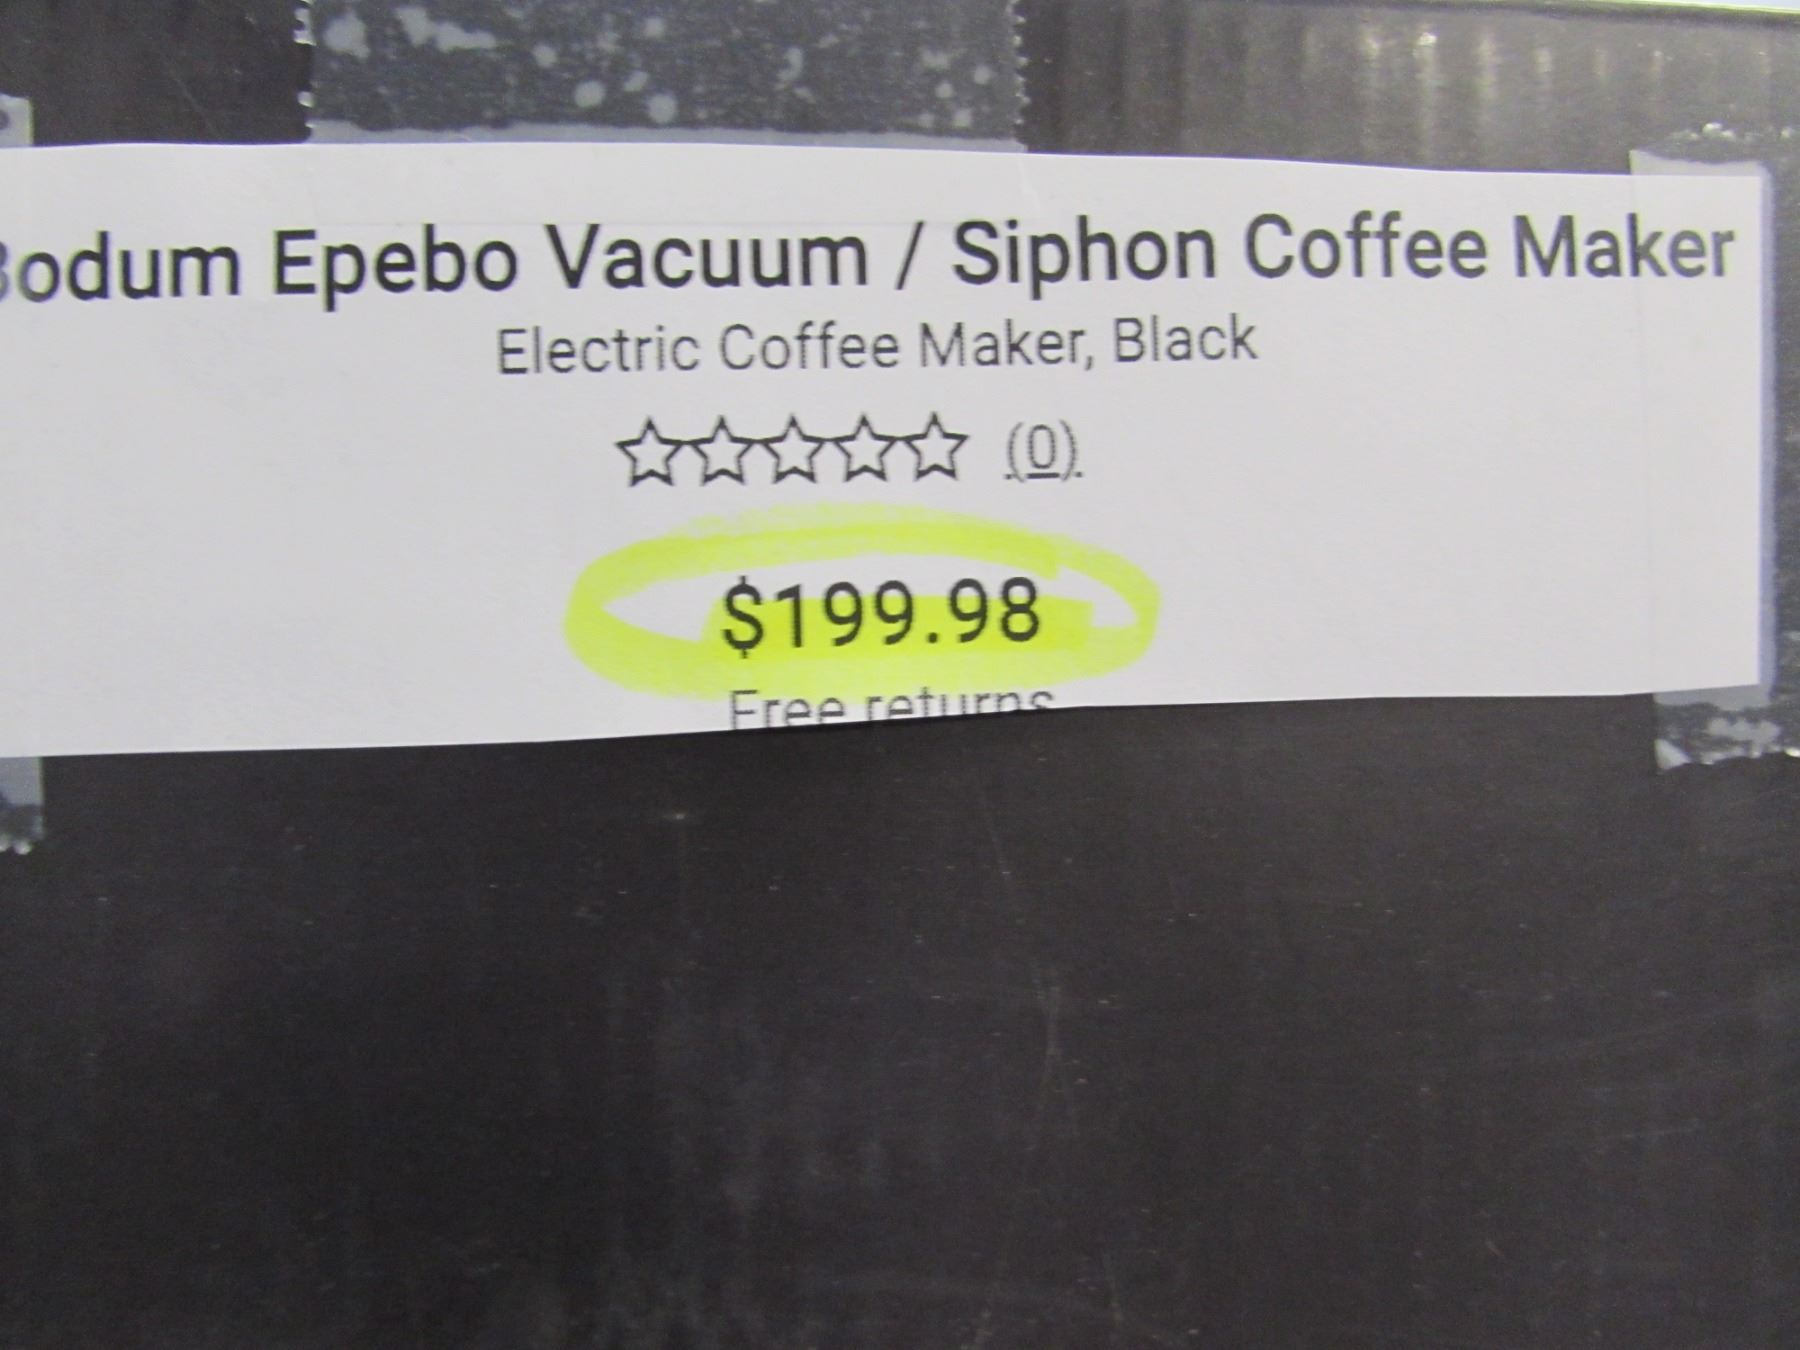 Bodum Epebo Vacuum / Siphon Coffee Maker
Electric Coffee Maker, Black
(0)
$199.98
Free returns